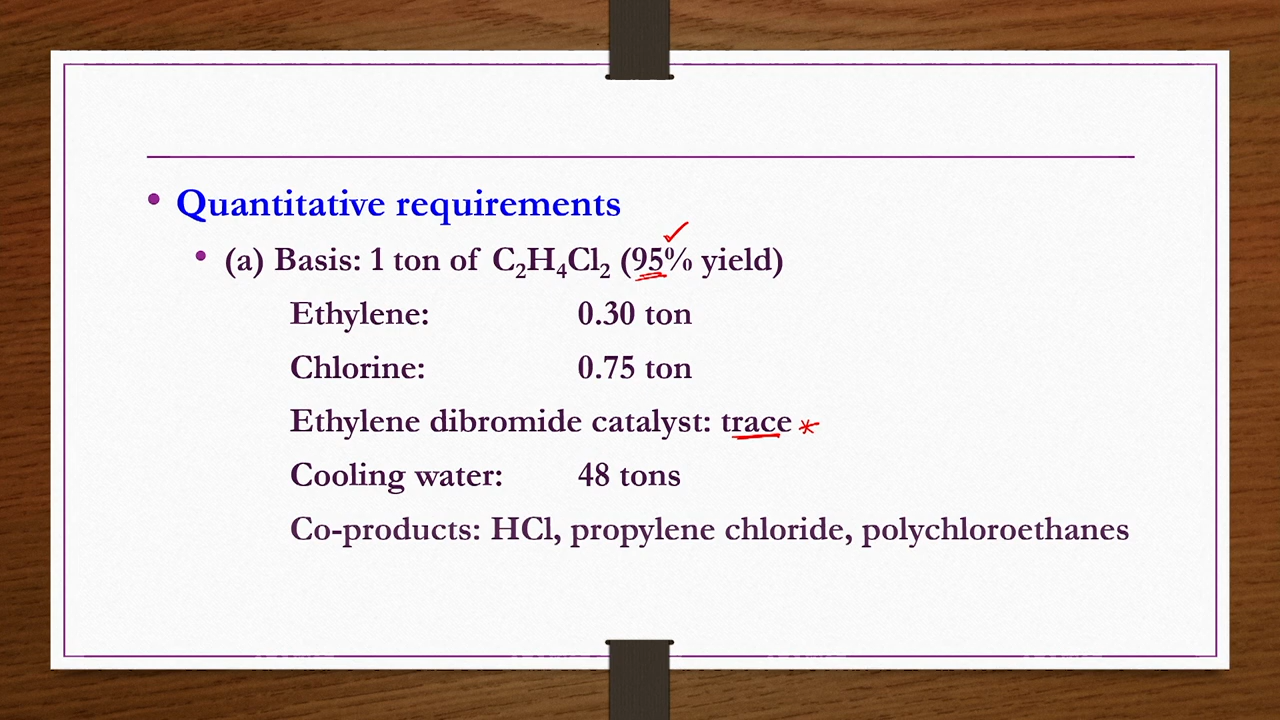 Quantitative requirements
(a) Basis: 1 ton of C₂H₄Cl₂ (95% yield)
Ethylene: 0.30 ton
Chlorine: 0.75 ton
Ethylene dibromide catalyst: trace *
Cooling water: 48 tons
Co-products: HCl, propylene chloride, polychloroethanes